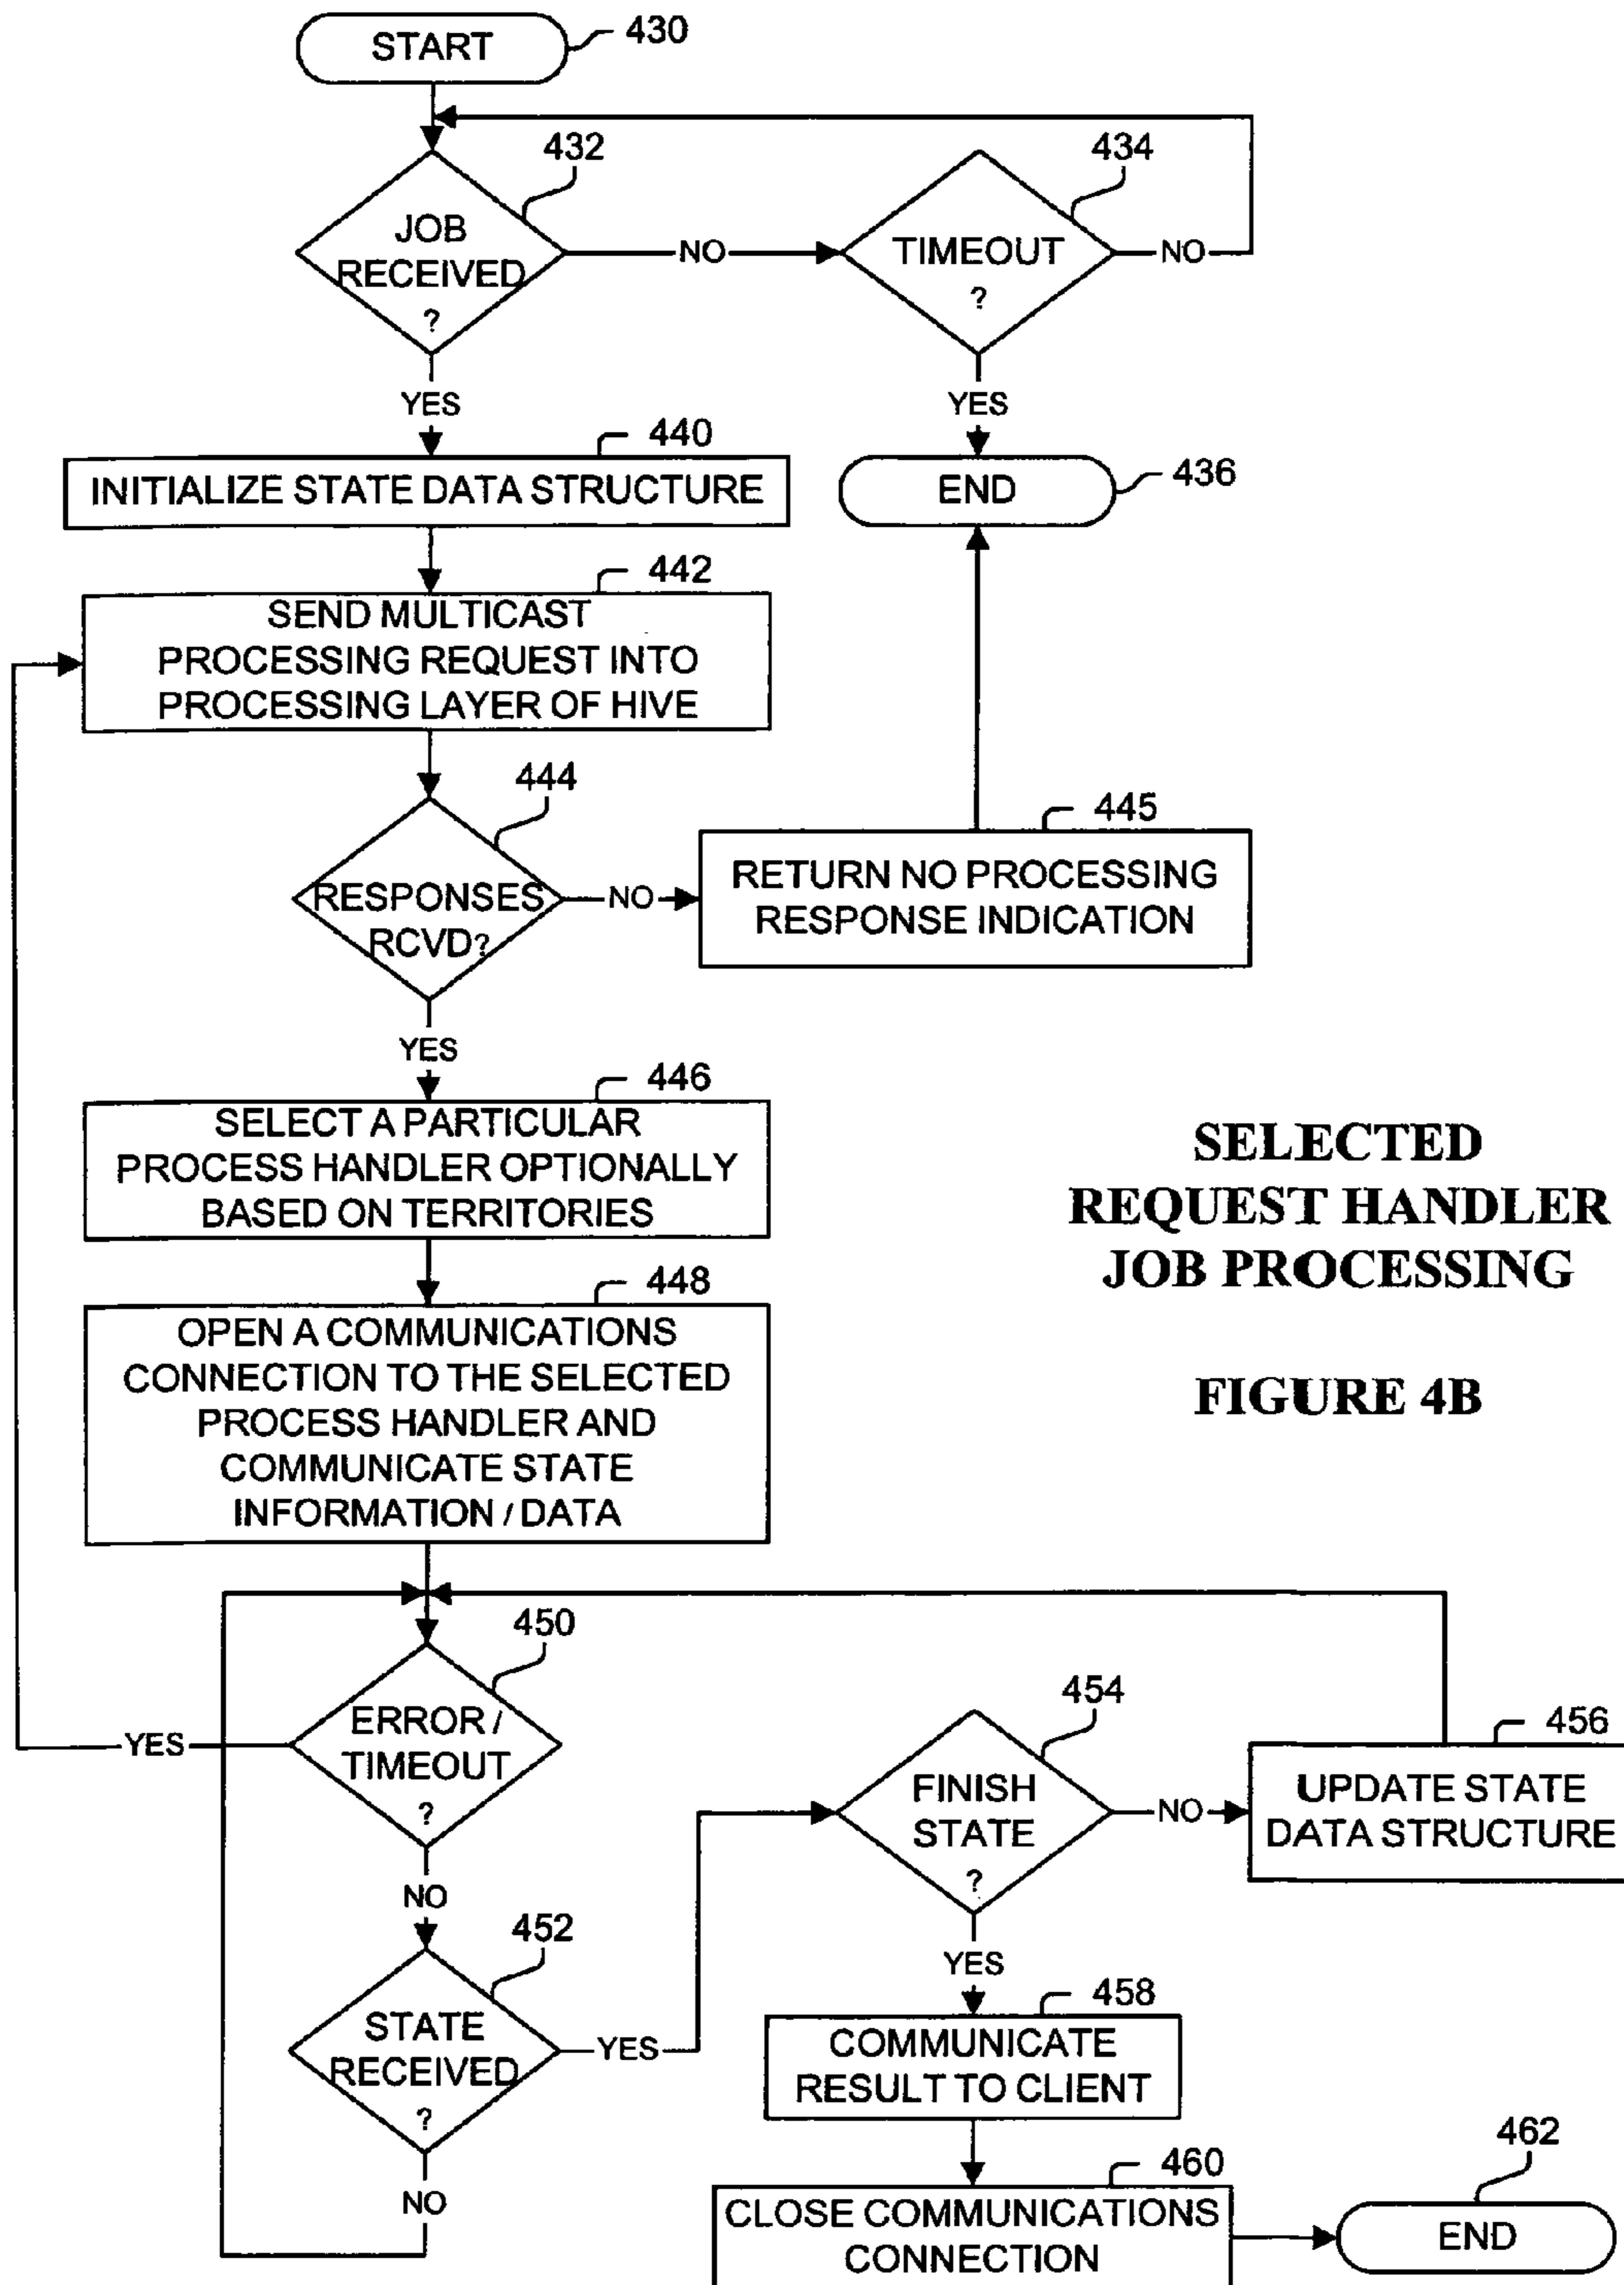 START
430
432
434
JOB
RECEIVED
?
NO
TIMEOUT
?
NO
YES
YES
440
INITIALIZE STATE DATA STRUCTURE
END
436
442
SEND MULTICAST
PROCESSING REQUEST INTO
PROCESSING LAYER OF HIVE
444
RESPONSES
RCVD?
NO
445
RETURN NO PROCESSING
RESPONSE INDICATION
YES
446
SELECT A PARTICULAR
PROCESS HANDLER OPTIONALLY
BASED ON TERRITORIES
SELECTED
REQUEST HANDLER
JOB PROCESSING
FIGURE 4B
448
OPEN A COMMUNICATIONS
CONNECTION TO THE SELECTED
PROCESS HANDLER AND
COMMUNICATE STATE
INFORMATION / DATA
450
ERROR /
TIMEOUT
?
YES
NO
452
STATE
RECEIVED
?
YES
NO
454
FINISH
STATE
?
NO
456
UPDATE STATE
DATA STRUCTURE
YES
458
COMMUNICATE
RESULT TO CLIENT
460
CLOSE COMMUNICATIONS
CONNECTION
462
END